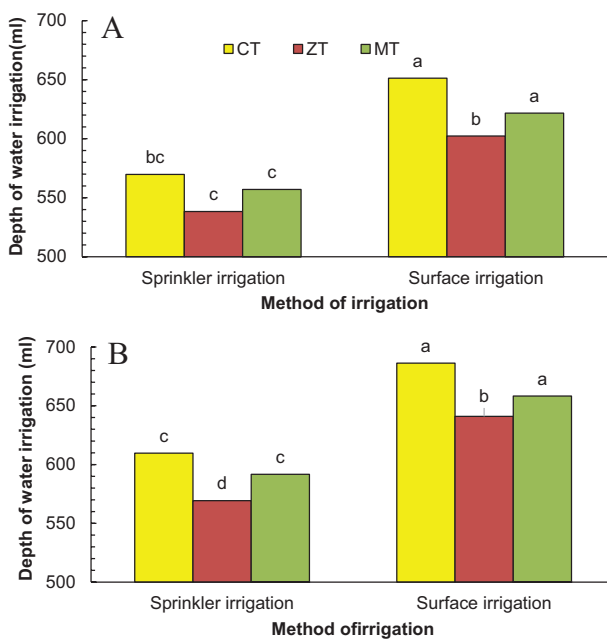 A
CT ZT MT
Depth of water irrigation(ml)
700
650
600
550
500
bc c c a b a
Sprinkler irrigation Surface irrigation
Method of irrigation
B
Depth of water irrigation (ml)
700
650
600
550
500
c d c a b a
Sprinkler irrigation Surface irrigation
Method ofirrigation